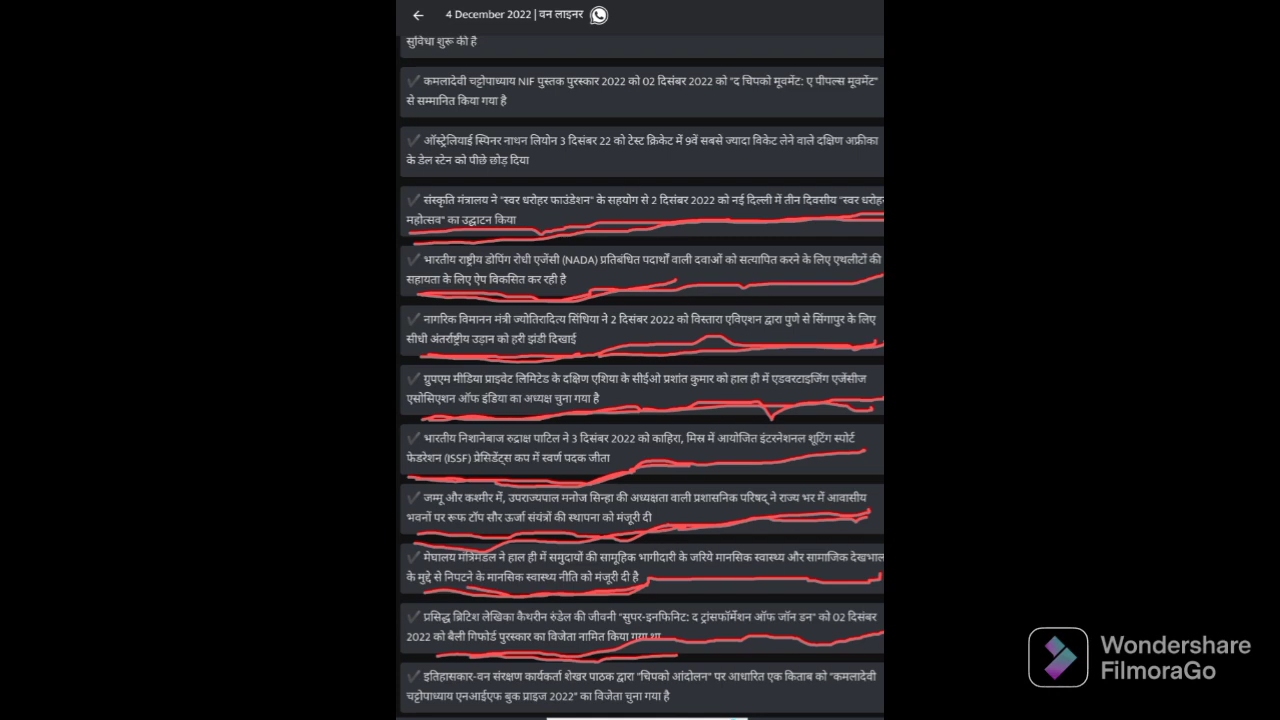 4 December 2022 | वन लाइनर
सुविधा शुरू की है
✔ कमलादेवी चट्टोपाध्याय NIF पुस्तक पुरस्कार 2022 को 02 दिसंबर 2022 को "द चिपको मूवमेंट: ए पीपल्स मूवमेंट"
से सम्मानित किया गया है
✔ ऑस्ट्रेलियाई स्पिनर नाथन लियोन 3 दिसंबर 22 को टेस्ट क्रिकेट में 9वें सबसे ज्यादा विकेट लेने वाले दक्षिण अफ्रीका
के डेल स्टेन को पीछे छोड़ दिया
✔ संस्कृति मंत्रालय ने "स्वर धरोहर फाउंडेशन" के सहयोग से 2 दिसंबर 2022 को नई दिल्ली में तीन दिवसीय "स्वर धरोहर
महोत्सव" का उद्घाटन किया
✔ भारतीय राष्ट्रीय डोपिंग रोधी एजेंसी (NADA) प्रतिबंधित पदार्थों वाली दवाओं को सत्यापित करने के लिए एथलीटों की
सहायता के लिए ऐप विकसित कर रही है
✔ नागरिक विमानन मंत्री ज्योतिरादित्य सिंधिया ने 2 दिसंबर 2022 को विस्तारा एविएशन द्वारा पुणे से सिंगापुर के लिए
सीधी अंतर्राष्ट्रीय उड़ान को हरी झंडी दिखाई
✔ ग्रुपएम मीडिया प्राइवेट लिमिटेड के दक्षिण एशिया के सीईओ प्रशांत कुमार को हाल ही में एडवरटाइजिंग एजेंसीज
एसोसिएशन ऑफ इंडिया का अध्यक्ष चुना गया है
✔ भारतीय निशानेबाज रुद्राक्ष पाटिल ने 3 दिसंबर 2022 को काहिरा, मिस्र में आयोजित इंटरनेशनल शूटिंग स्पोर्ट
फेडरेशन (ISSF) प्रेसिडेंट्स कप में स्वर्ण पदक जीता
✔ जम्मू और कश्मीर में, उपराज्यपाल मनोज सिन्हा की अध्यक्षता वाली प्रशासनिक परिषद् ने राज्य भर में आवासीय
भवनों पर रूफ टॉप सौर ऊर्जा संयंत्रों की स्थापना को मंजूरी दी
✔ मेघालय मंत्रिमंडल ने हाल ही में समुदायों की सामूहिक भागीदारी के जरिये मानसिक स्वास्थ्य और सामाजिक देखभाल
के मुद्दे से निपटने के मानसिक स्वास्थ्य नीति को मंजूरी दी है
✔ प्रसिद्ध ब्रिटिश लेखिका कैथरीन रुंडेल की जीवनी "सुपर-इनफिनिट: द ट्रांसफॉर्मेशन ऑफ जॉन डन" को 02 दिसंबर
2022 को बैली गिफोर्ड पुरस्कार का विजेता नामित किया गया था
✔ इतिहासकार-वन संरक्षण कार्यकर्ता शेखर पाठक द्वारा "चिपको आंदोलन" पर आधारित एक किताब को "कमलादेवी
चट्टोपाध्याय एनआईएफ बुक प्राइज 2022" का विजेता चुना गया है
Wondershare
FilmoraGo